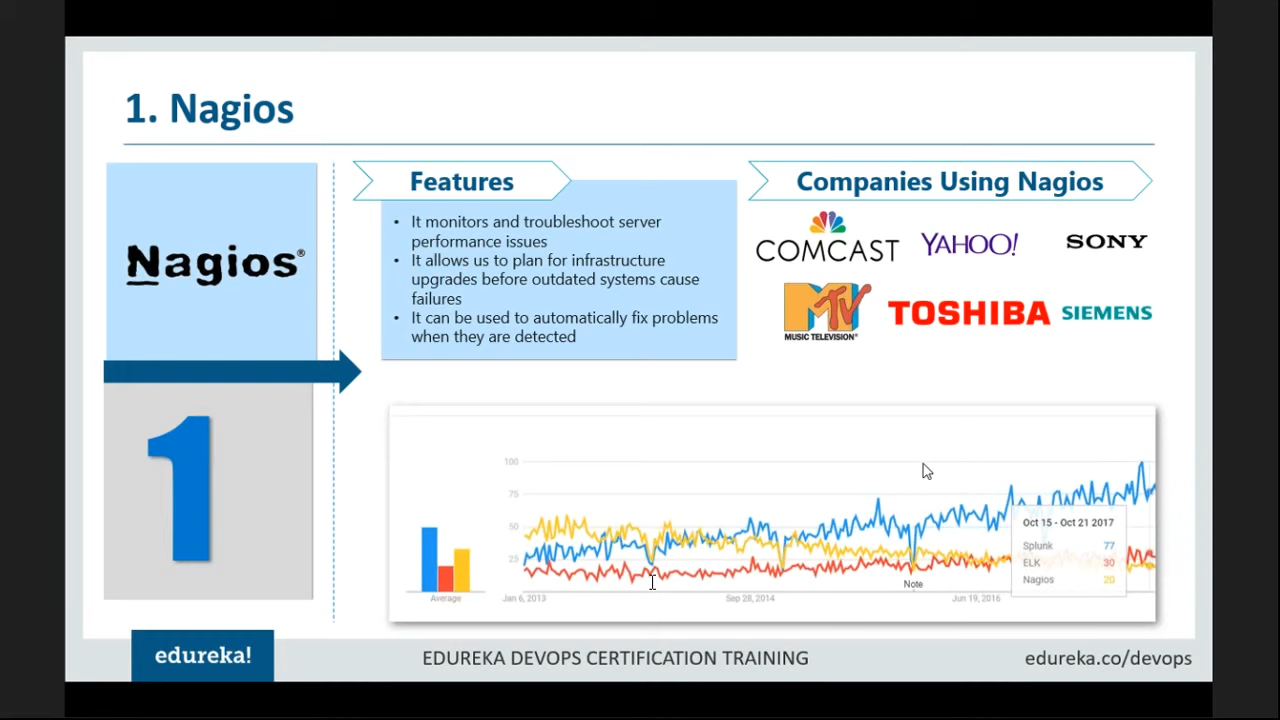 1. Nagios
Nagios®
1
Features
• It monitors and troubleshoot server
performance issues
• It allows us to plan for infrastructure
upgrades before outdated systems cause
failures
• It can be used to automatically fix problems
when they are detected
Companies Using Nagios
COMCAST YAHOO! SONY
MTV TOSHIBA SIEMENS
MUSIC TELEVISION®
100
75
50
25
Average
Jan 6, 2013 Sep 28, 2014 Jun 19, 2016
Note
Oct 15 - Oct 21 2017
Splunk 77
ELK 30
Nagios 20
edureka! EDUREKA DEVOPS CERTIFICATION TRAINING edureka.co/devops